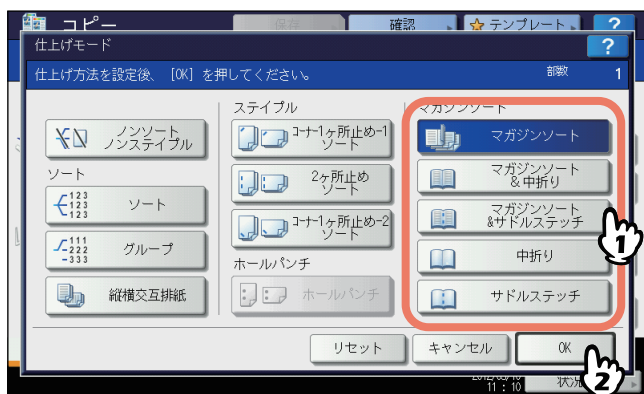 コピー
保存
確認
テンプレート
?
仕上げモード
?
仕上げ方法を設定後、 [OK] を押してください。
部数 1
ノンソート
ノンステイプル
ソート
123
123
ソート
111
222
333
グループ
縦横交互排紙
ステイプル
コーナー1ヶ所止め-1
ソート
2ヶ所止め
ソート
コーナー1ヶ所止め-2
ソート
ホールパンチ
ホールパンチ
マガジンソート
マガジンソート
マガジンソート
&中折り
マガジンソート
&サドルステッチ
中折り
サドルステッチ
1
リセット
キャンセル
OK
2
11:10
状況